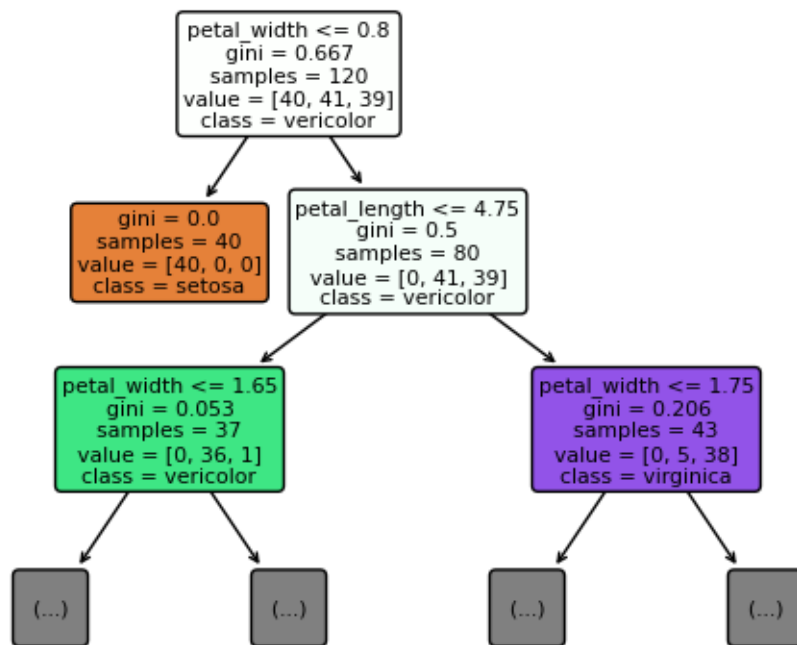 petal_width <= 0.8
gini = 0.667
samples = 120
value = [40, 41, 39]
class = vericolor
gini = 0.0
samples = 40
value = [40, 0, 0]
class = setosa
petal_length <= 4.75
gini = 0.5
samples = 80
value = [0, 41, 39]
class = vericolor
petal_width <= 1.65
gini = 0.053
samples = 37
value = [0, 36, 1]
class = vericolor
petal_width <= 1.75
gini = 0.206
samples = 43
value = [0, 5, 38]
class = virginica
(...)
(...)
(...)
(...)